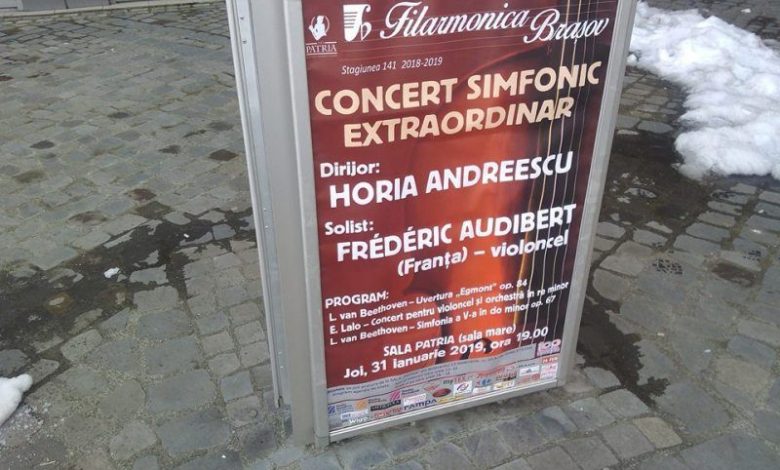 PATRIA
Filarmonica Brașov
Stagiunea 141 2018-2019
CONCERT SIMFONIC
EXTRAORDINAR
Dirijor:
HORIA ANDREESCU
Solist:
FRÉDÉRIC AUDIBERT
(Franța) – violoncel
PROGRAM:
L. van Beethoven – Uvertura „Egmont” op. 84
E. Lalo – Concert pentru violoncel și orchestră în re minor
L. van Beethoven – Simfonia a V-a în do minor op. 67
SALA PATRIA (sala mare)
Joi, 31 Ianuarie 2019, ora 19.00